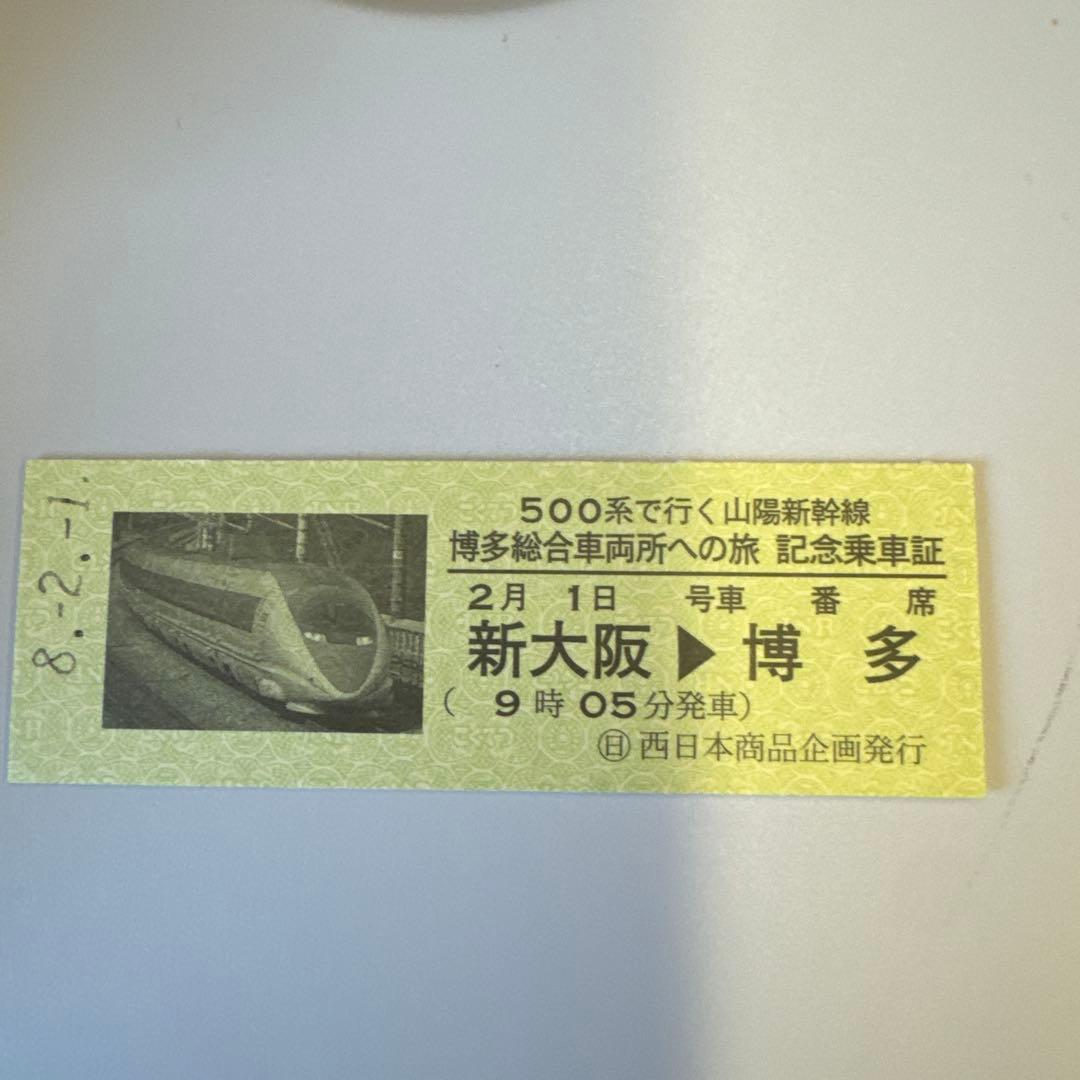 8.-2.-1.
500系で行く山陽新幹線
博多総合車両所への旅 記念乗車証
2月 1日 号車 番 席
新大阪▶博多
( 9時05分発車)
㊐西日本商品企画発行